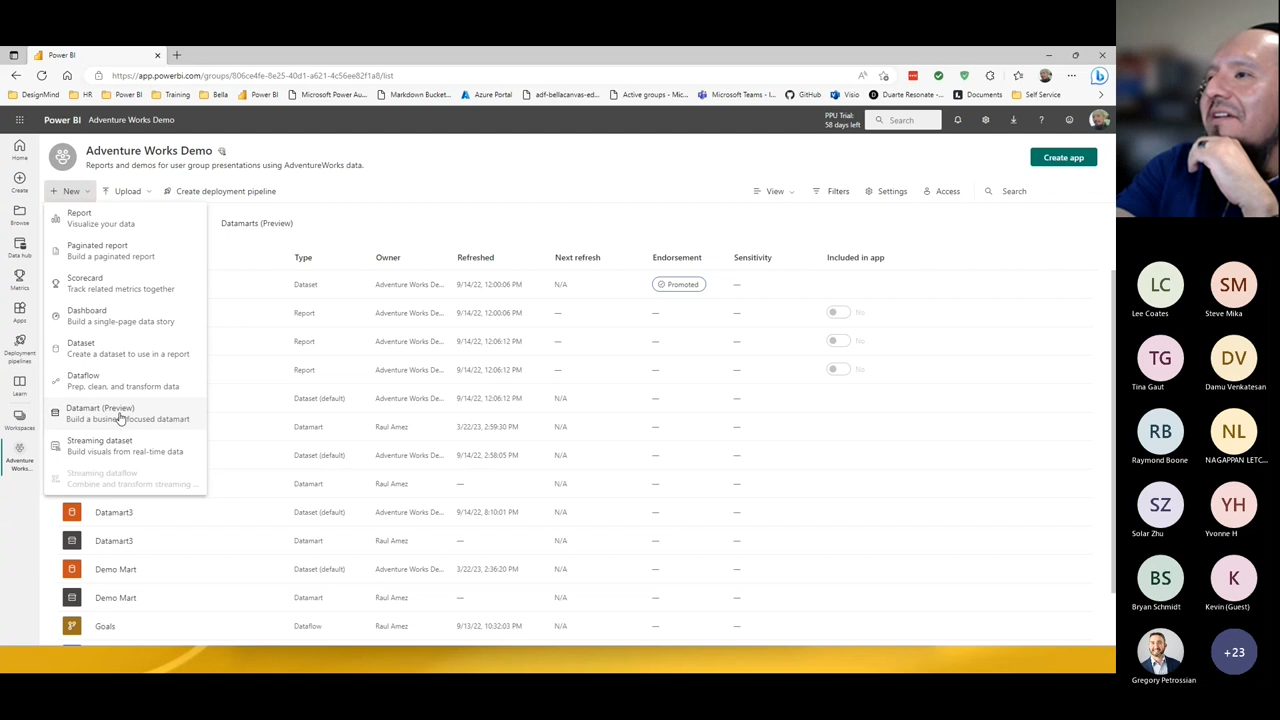 Power BI
https://app.powerbi.com/groups/806ce4fe-8e25-40d1-a621-4c56ee82f1a8/list
DesignMind
HR
Power BI
Training
Bella
Power BI
Microsoft Power Au...
Markdown Bucket...
Azure Portal
adf-bellacanvas-ed...
Active groups - Mic...
Microsoft Teams - I...
GitHub
Visio
Duarte Resonate - ...
Documents
Self Service
Power BI
Adventure Works Demo
PPU Trial:
58 days left
Search
Home
Create
Browse
Data hub
Metrics
Apps
Deployment
pipelines
Learn
Workspaces
Adventure
Works...
Adventure Works Demo
Reports and demos for user group presentations using AdventureWorks data.
Create app
New
Upload
Create deployment pipeline
View
Filters
Settings
Access
Search
Report
Visualize your data
Paginated report
Build a paginated report
Scorecard
Track related metrics together
Dashboard
Build a single-page data story
Dataset
Create a dataset to use in a report
Dataflow
Prep, clean, and transform data
Datamart (Preview)
Build a business-focused datamart
Streaming dataset
Build visuals from real-time data
Streaming dataflow
Combine and transform streaming ...
Datamarts (Preview)
Type Owner Refreshed Next refresh Endorsement Sensitivity Included in app
Dataset Adventure Works De... 9/14/22, 12:00:06 PM N/A Promoted —
Report Adventure Works De... 9/14/22, 12:00:06 PM — — — No
Report Adventure Works De... 9/14/22, 12:06:12 PM — — — No
Report Adventure Works De... 9/14/22, 12:06:12 PM — — — No
Dataset (default) Adventure Works De... 9/14/22, 12:06:12 PM N/A — —
Datamart Raul Amez 3/22/23, 2:59:30 PM N/A — —
Dataset (default) Adventure Works De... 9/14/22, 2:58:05 PM N/A — —
Datamart Raul Amez — N/A — —
Datamart3 Dataset (default) Adventure Works De... 9/14/22, 8:10:01 PM N/A — —
Datamart3 Datamart Raul Amez — N/A — —
Demo Mart Dataset (default) Adventure Works De... 3/22/23, 2:36:20 PM N/A — —
Demo Mart Datamart Raul Amez — N/A — —
Goals Dataflow Raul Amez 9/13/22, 10:32:03 PM N/A — —
LC SM
Lee Coates Steve Mika
TG DV
Tina Gaut Damu Venkatesan
RB NL
Raymond Boone NAGAPPAN LETC...
SZ YH
Solar Zhu Yvonne H
BS K
Bryan Schmidt Kevin (Guest)
+23
Gregory Petrossian